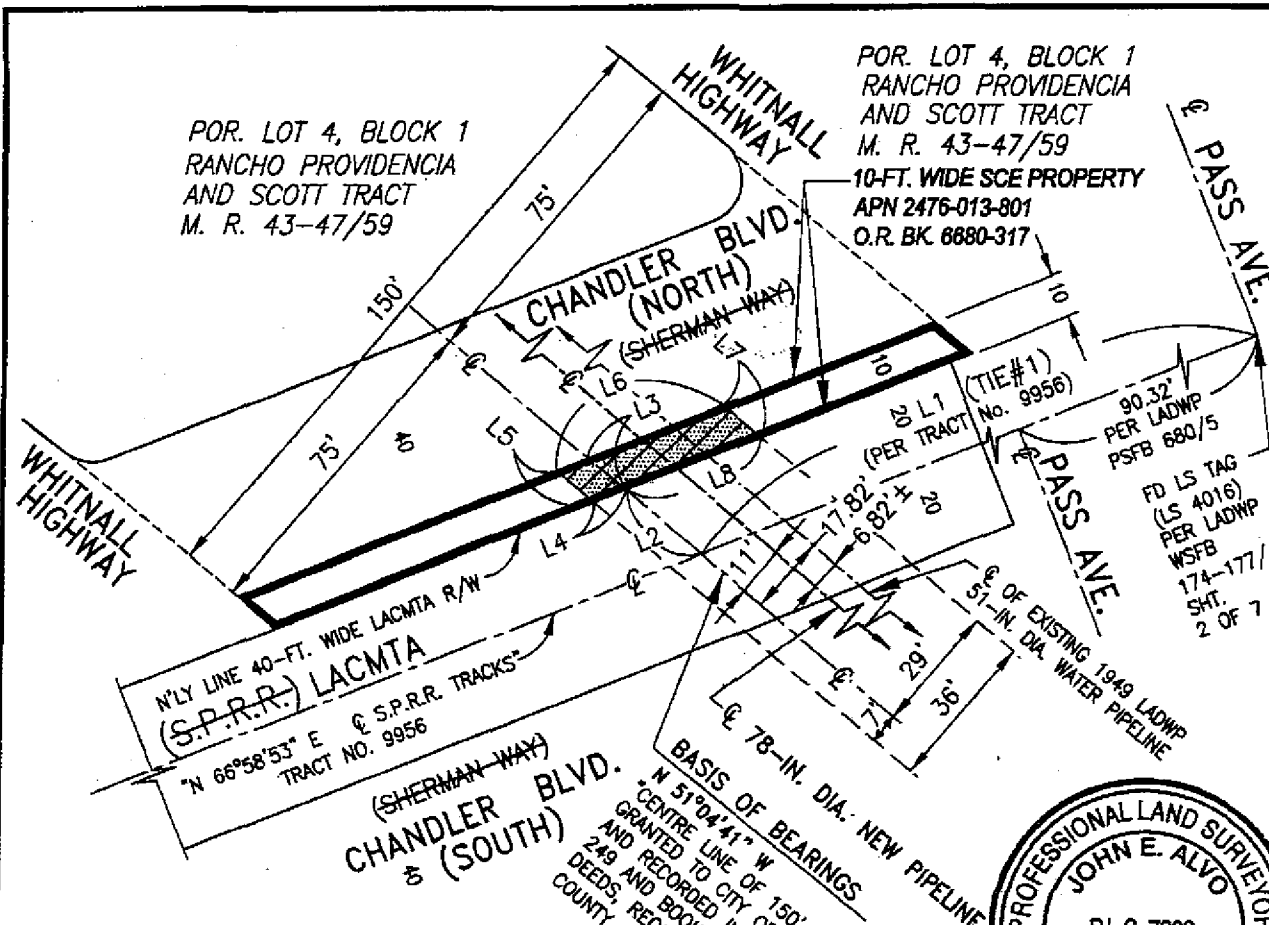 POR. LOT 4, BLOCK 1
RANCHO PROVIDENCIA
AND SCOTT TRACT
M. R. 43-47/59
WHITNALL
HIGHWAY
POR. LOT 4, BLOCK 1
RANCHO PROVIDENCIA
AND SCOTT TRACT
M. R. 43-47/59
10-FT. WIDE SCE PROPERTY
APN 2476-013-801
O.R. BK. 6680-317
℄ PASS AVE.
75'
150'
75'
40
CHANDLER BLVD.
(NORTH)
(SHERMAN WAY)
℄
℄
L7
L6
L3
L5
L8
L4
L2
10
10
20
L1
(TIE#1)
(PER TRACT No. 9956)
20
90.32'
PER LADWP
PSFB 680/5
℄ PASS AVE.
FD LS TAG
(LS 4016)
PER LADWP
WSFB
174-177/
SHT.
2 OF 7
WHITNALL
HIGHWAY
17.82'
6.82'±
11'
℄
N'LY LINE 40-FT. WIDE LACMTA R/W
(S.P.R.R.) LACMTA
"N 66°58'53" E ℄ S.P.R.R. TRACKS"
TRACT NO. 9956
(SHERMAN WAY)
CHANDLER BLVD.
(SOUTH)
40
℄ OF EXISTING 1949 LADWP
51-IN. DIA. WATER PIPELINE
29'
36'
7'
℄
℄ 78-IN. DIA. NEW PIPELINE
BASIS OF BEARINGS
N 51°04'41" W
"CENTRE LINE OF 150'
GRANTED TO CITY OF
AND RECORDED IN
249 AND BOOK
DEEDS, REC
COUNTY
PROFESSIONAL LAND SURVEYOR
JOHN E. ALVO